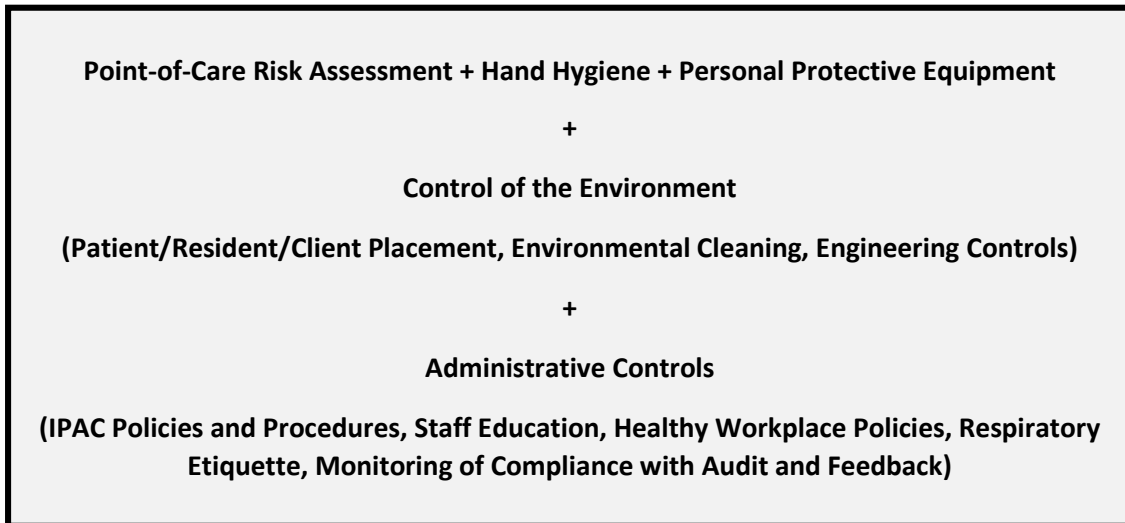 Point-of-Care Risk Assessment + Hand Hygiene + Personal Protective Equipment
+
Control of the Environment
(Patient/Resident/Client Placement, Environmental Cleaning, Engineering Controls)
+
Administrative Controls
(IPAC Policies and Procedures, Staff Education, Healthy Workplace Policies, Respiratory
Etiquette, Monitoring of Compliance with Audit and Feedback)